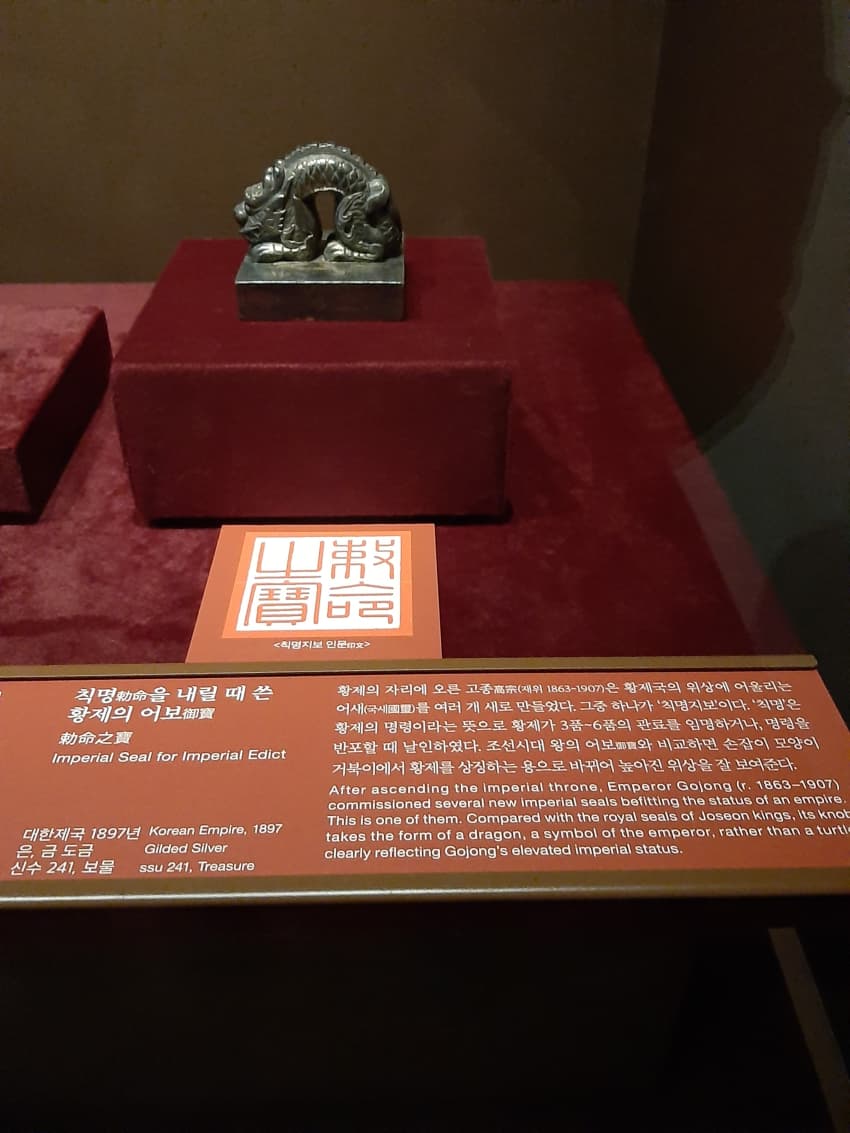 敕命
之寶
<칙명지보 인문印文>
칙명勅命을 내릴 때 쓴
황제의 어보御寶
勅命之寶
Imperial Seal for Imperial Edict
대한제국 1897년 Korean Empire, 1897
은, 금 도금 Gilded Silver
신수 241, 보물 ssu 241, Treasure
황제의 자리에 오른 고종高宗(재위 1863-1907)은 황제국의 위상에 어울리는
어새(국새國璽)를 여러 개 새로 만들었다. 그중 하나가 '칙명지보'이다. '칙명'은
황제의 명령이라는 뜻으로 황제가 3품~6품의 관료를 임명하거나, 명령을
반포할 때 날인하였다. 조선시대 왕의 어보御寶와 비교하면 손잡이 모양이
거북이에서 황제를 상징하는 용으로 바뀌어 높아진 위상을 잘 보여준다.
After ascending the imperial throne, Emperor Gojong (r. 1863–1907)
commissioned several new imperial seals befitting the status of an empire.
This is one of them. Compared with the royal seals of Joseon kings, its knob
takes the form of a dragon, a symbol of the emperor, rather than a turtle
clearly reflecting Gojong's elevated imperial status.